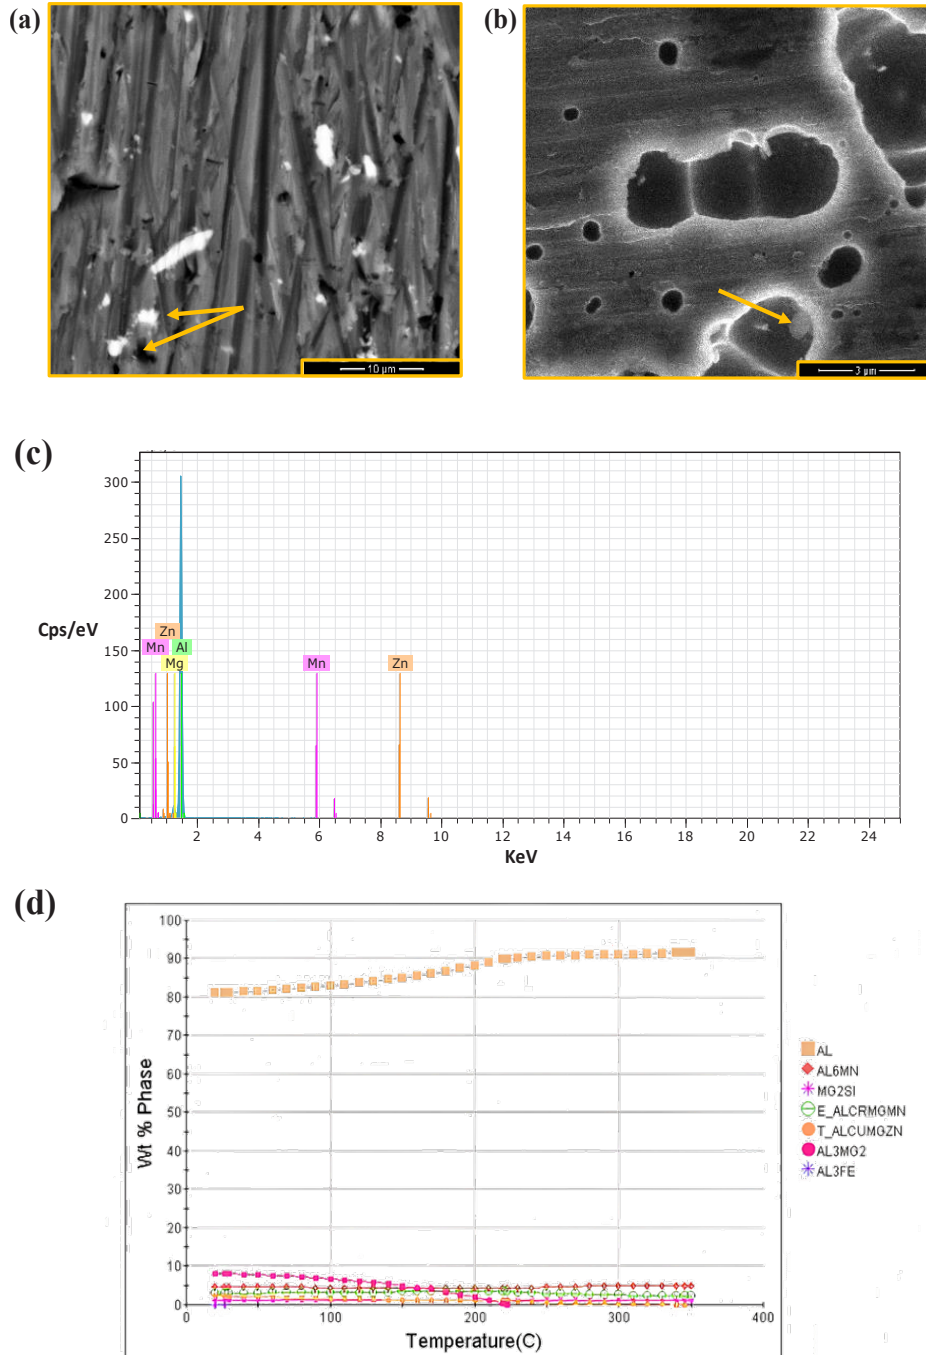 (a)
(b)
10 µm
3 µm
(c)
300
250
200
150
100
50
0
Cps/eV
Zn
Mn
Al
Mg
Mn
Zn
2
4
6
8
10
12
14
16
18
20
22
24
KeV
(d)
100
90
80
70
60
50
40
30
20
10
0
Wt % Phase
0
100
200
300
400
Temperature(C)
AL
AL6MN
MG2SI
E_ALCRMGMN
T_ALCUMGZN
AL3MG2
AL3FE